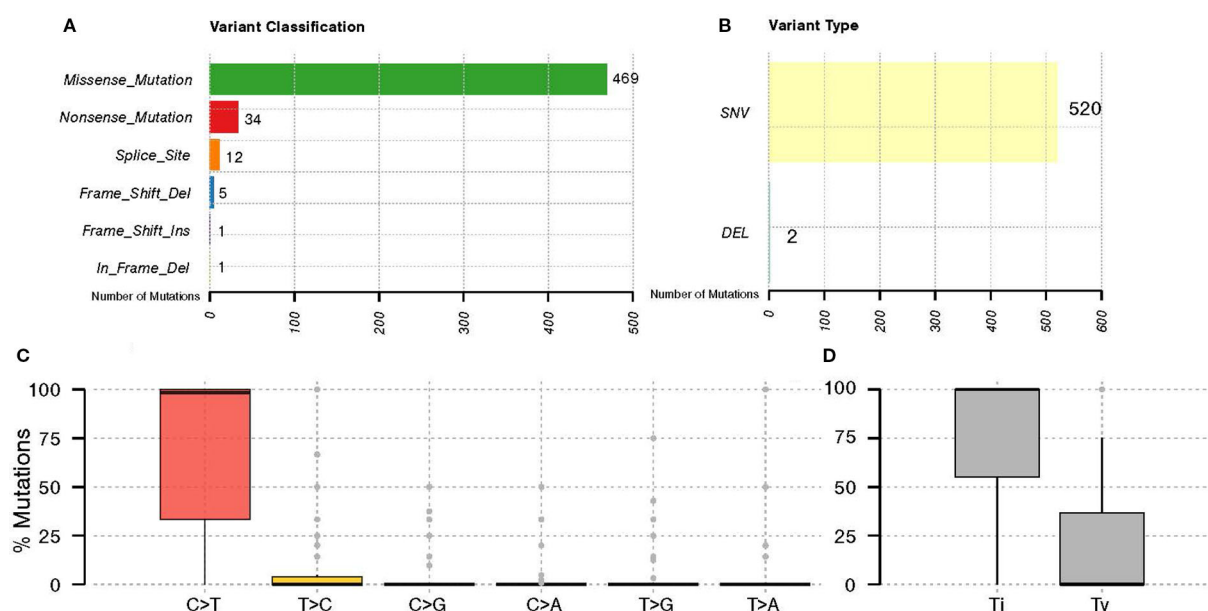 A
Variant Classification
Missense_Mutation
469
Nonsense_Mutation
34
Splice_Site
12
Frame_Shift_Del
5
Frame_Shift_Ins
1
In_Frame_Del
1
Number of Mutations
0 100 200 300 400 500
B
Variant Type
SNV
520
DEL
2
Number of Mutations
0 100 200 300 400 500 600
C
% Mutations
100
75
50
25
0
C>T T>C C>G C>A T>G T>A
D
100
75
50
25
0
Ti Tv